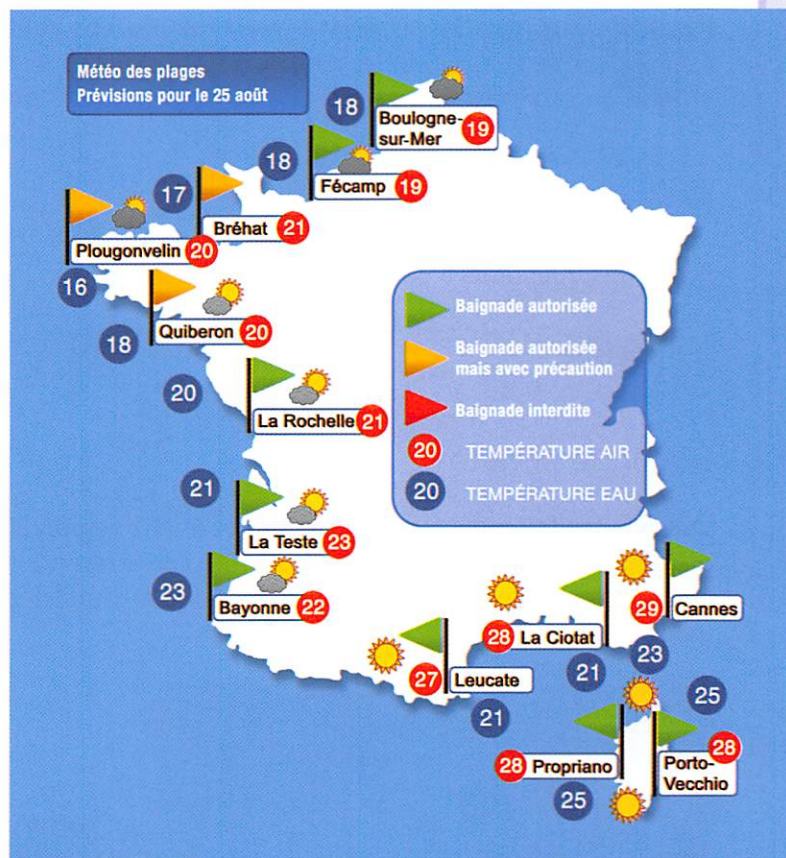 Météo des plages
Prévisions pour le 25 août
18
Boulogne-
sur-Mer 19
18
Fécamp 19
17
Bréhat 21
Plougonvelin 20
16
Quiberon 20
18
20
La Rochelle 21
21
La Teste 23
23
Bayonne 22
Baignade autorisée
Baignade autorisée
mais avec précaution
Baignade interdite
20 TEMPÉRATURE AIR
20 TEMPÉRATURE EAU
29 Cannes
23
28 La Ciotat
21
27 Leucate
21
25
28 Propriano
25
Porto-
Vecchio
28